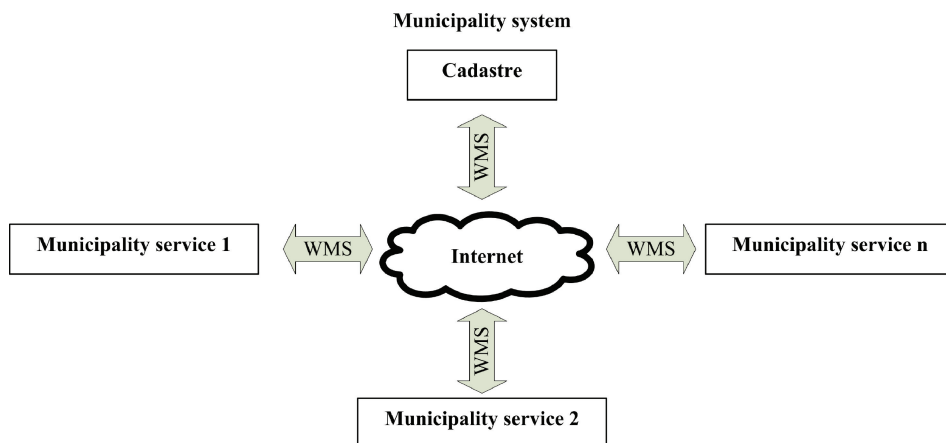 Municipality system
Cadastre
WMS
Municipality service 1
WMS
Internet
WMS
Municipality service n
WMS
Municipality service 2